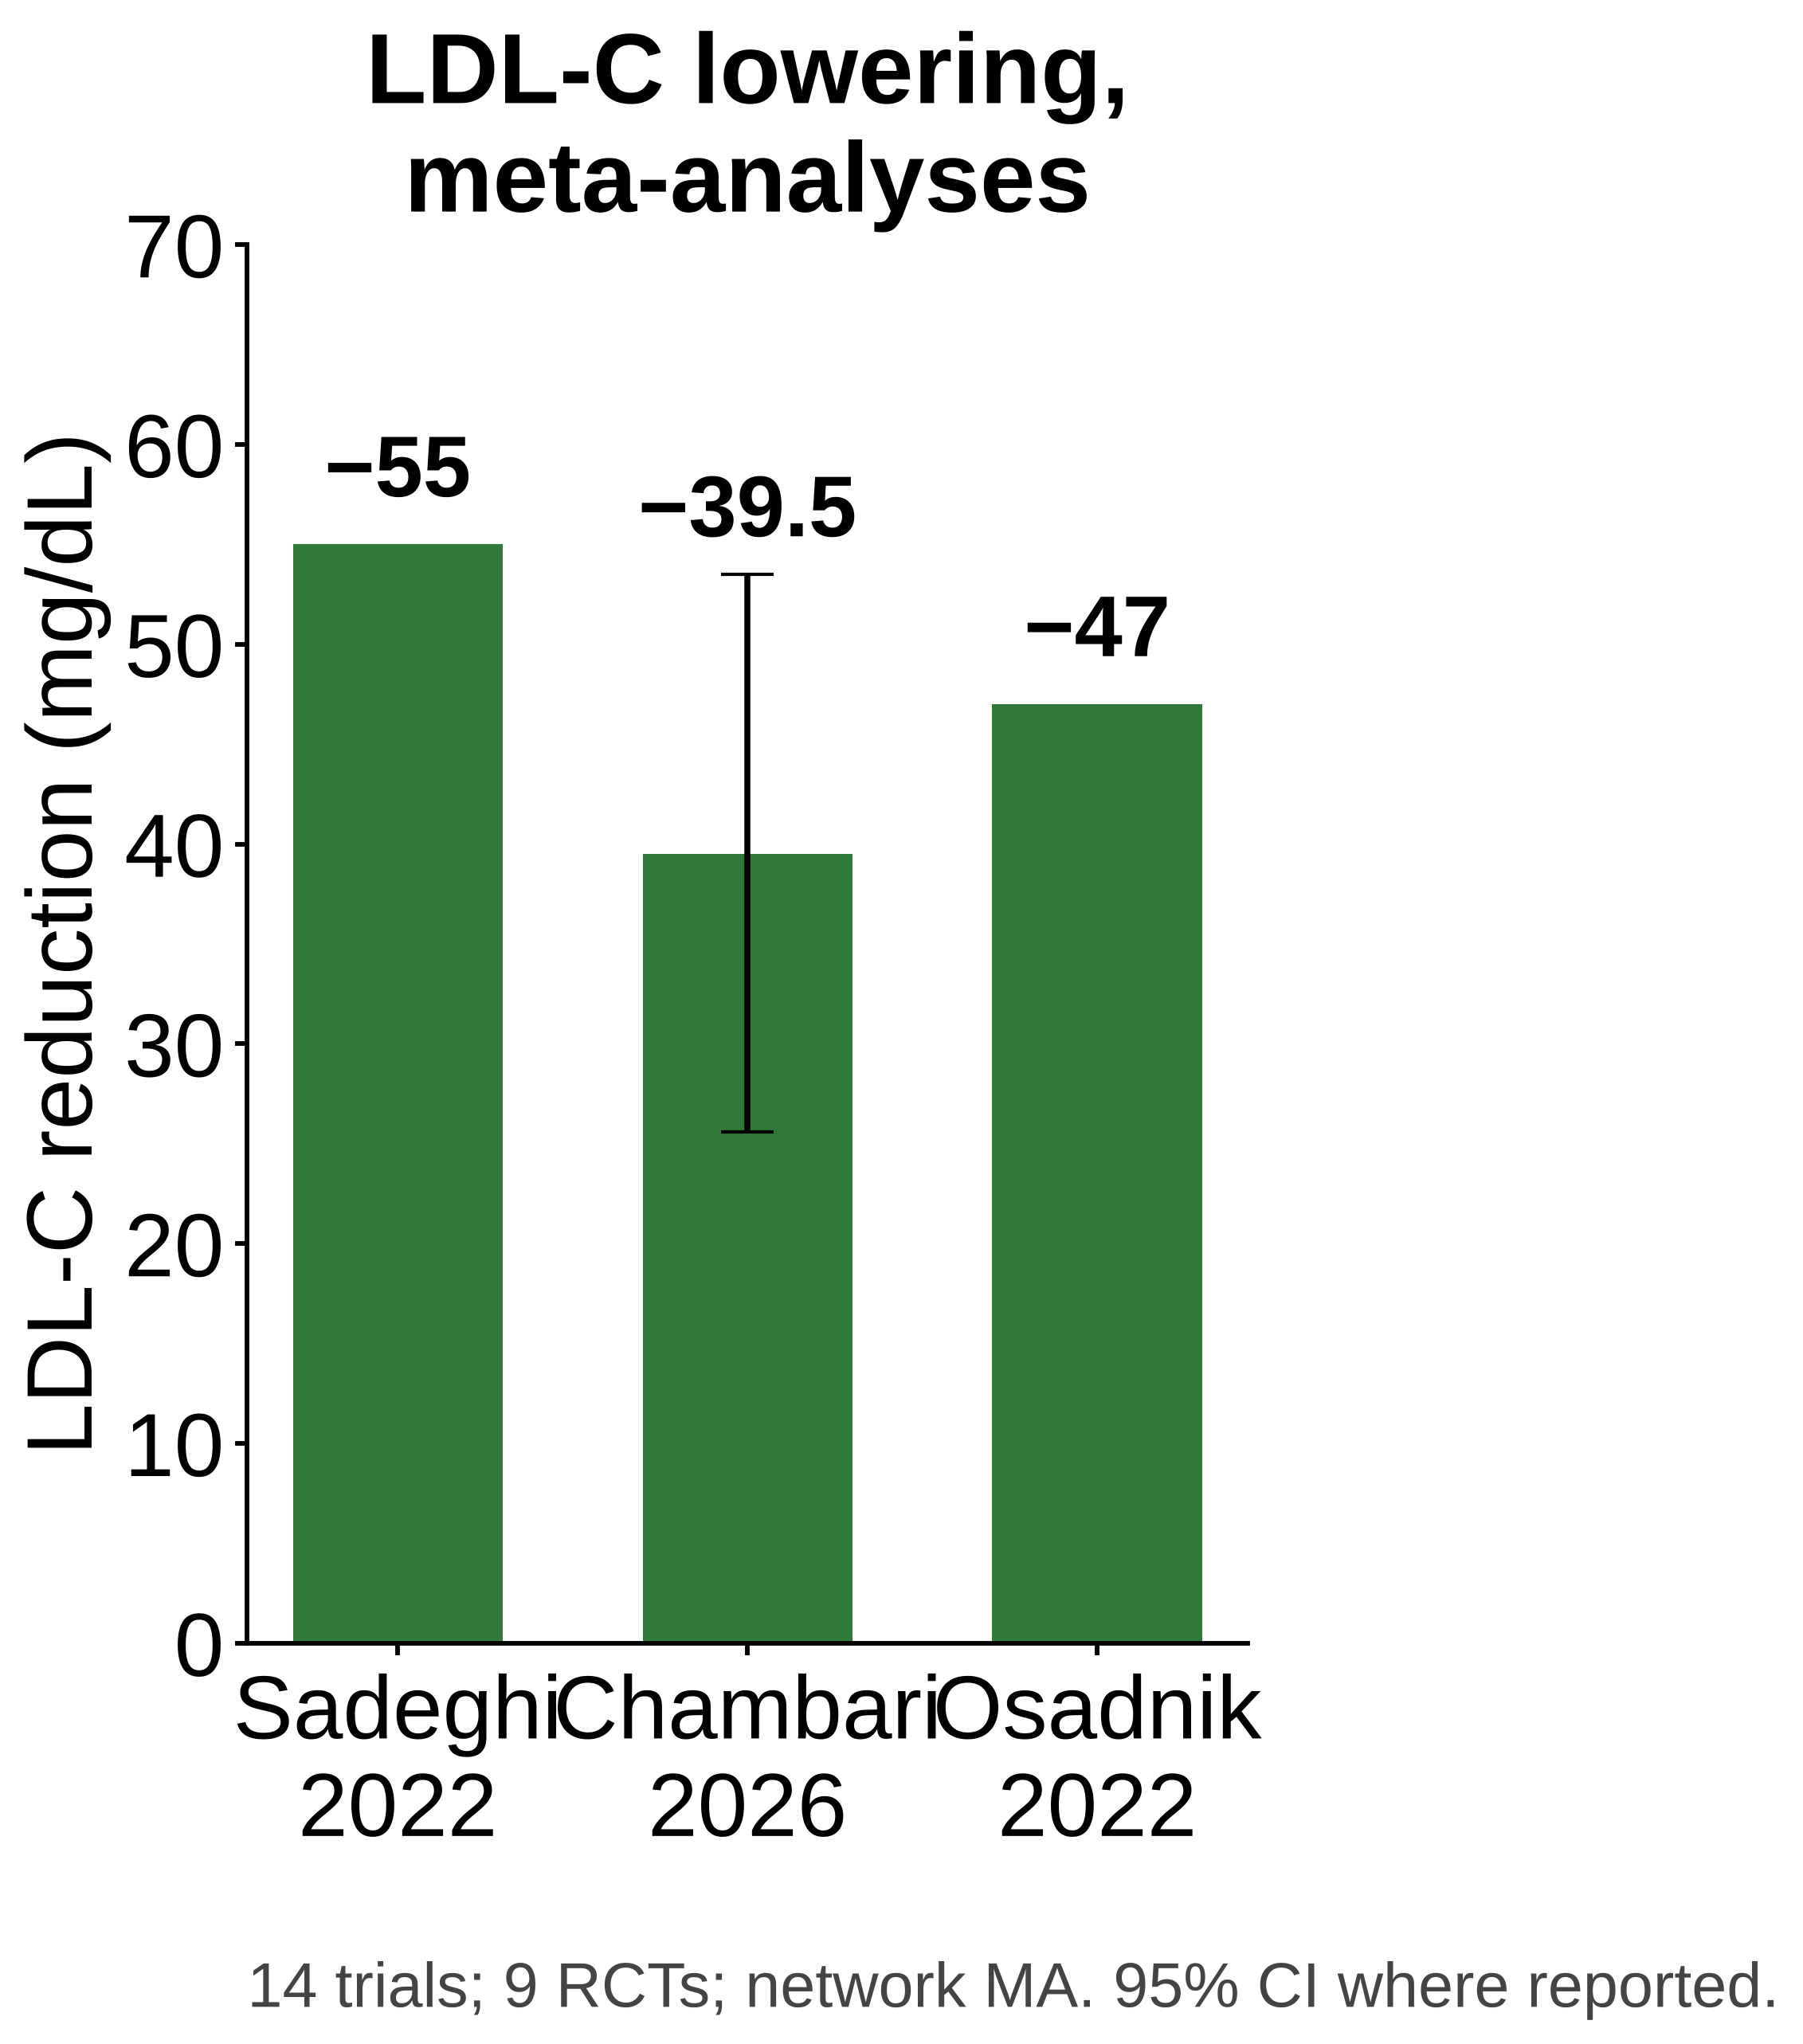 LDL-C lowering,
meta-analyses
LDL-C reduction (mg/dL)
70
60
50
40
30
20
10
0
−55
−39.5
−47
Sadeghi Chambari Osadnik
2022 2026 2022
14 trials; 9 RCTs; network MA. 95% CI where reported.